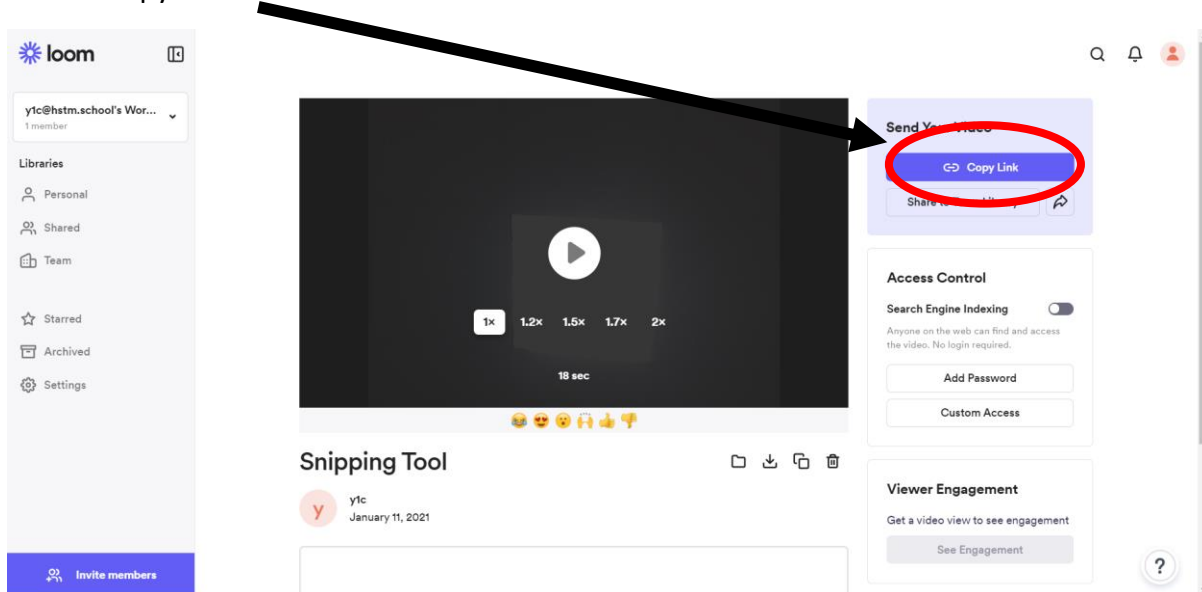 loom
y1c@hstm.school's Wor...
1 member
Libraries
Personal
Shared
Team
Starred
Archived
Settings
Invite members
1×
1.2×
1.5×
1.7×
2×
18 sec
Snipping Tool
y
y1c
January 11, 2021
Send
Copy Link
Share
Access Control
Search Engine Indexing
Anyone on the web can find and access
the video. No login required.
Add Password
Custom Access
Viewer Engagement
Get a video view to see engagement
See Engagement
?